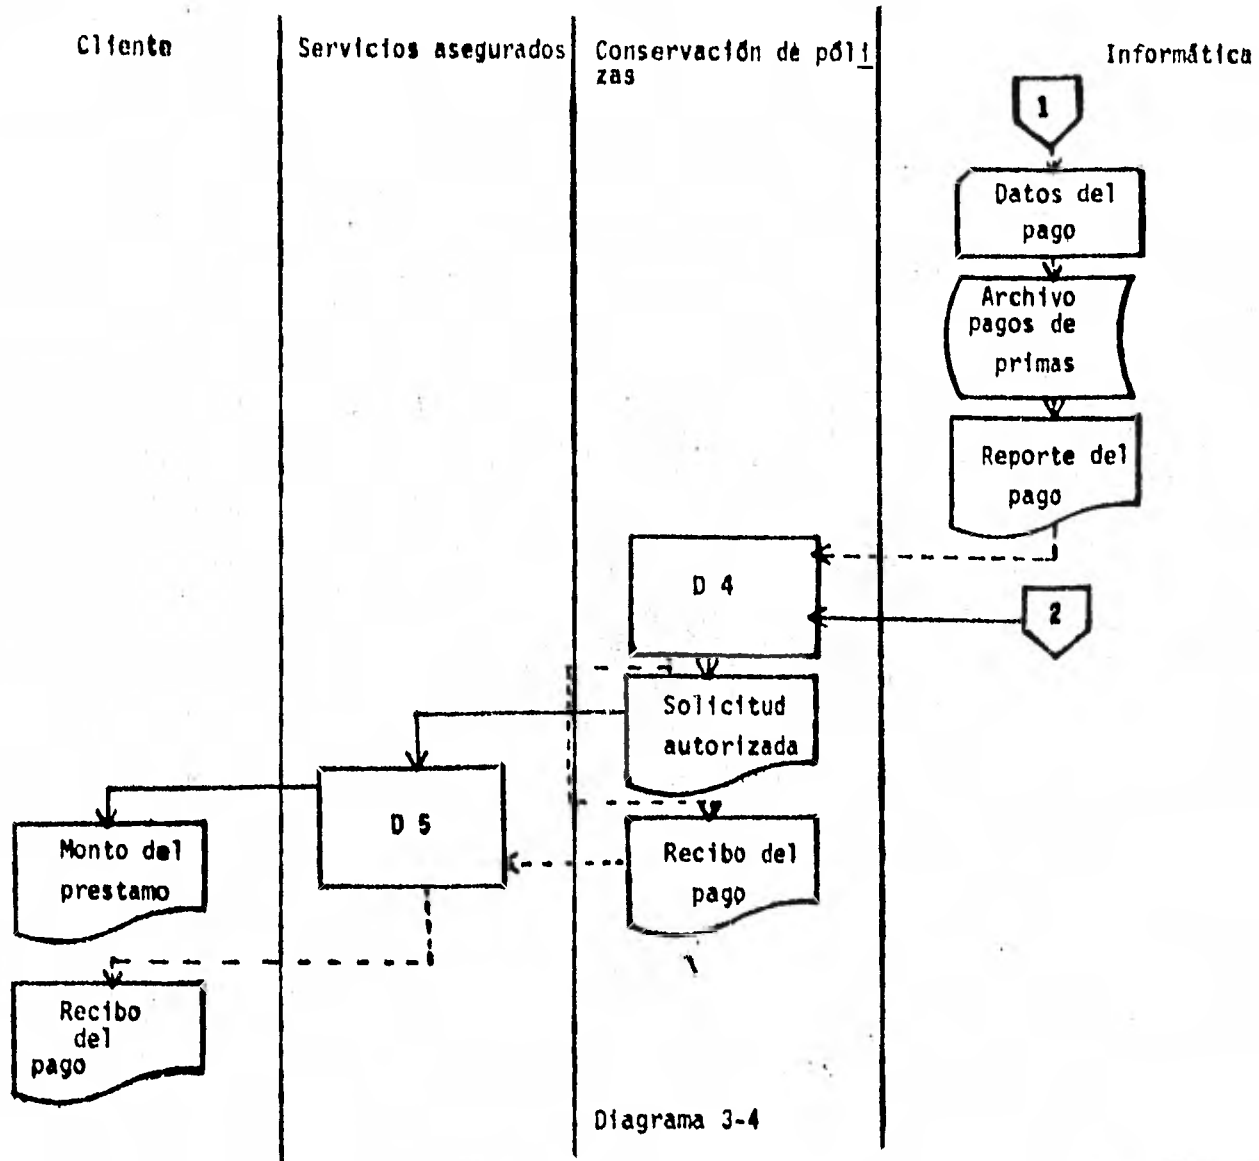 Cliente
Servicios asegurados
Conservación de póli
zas
Informática
1
Datos del
pago
Archivo
pagos de
primas
Reporte del
pago
D 4
2
Solicitud
autorizada
D 5
Monto del
prestamo
Recibo del
pago
Recibo
del
pago
Diagrama 3-4